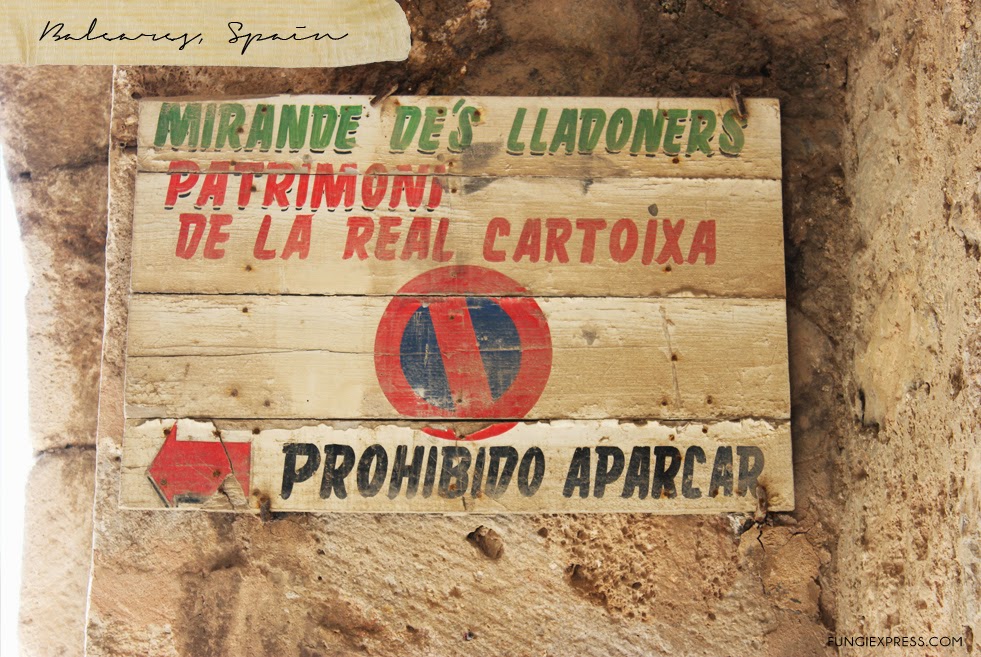 Baleares, Spain
MIRANDE DE'S LLADONERS
PATRIMONI
DE LA REAL CARTOIXA
PROHIBIDO APARCAR
FUNGIEXPRESS.COM